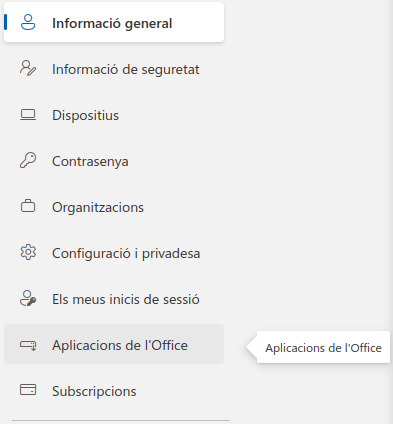 Informació general
Informació de seguretat
Dispositius
Contrasenya
Organitzacions
Configuració i privadesa
Els meus inicis de sessió
Aplicacions de l'Office
Aplicacions de l'Office
Subscripcions